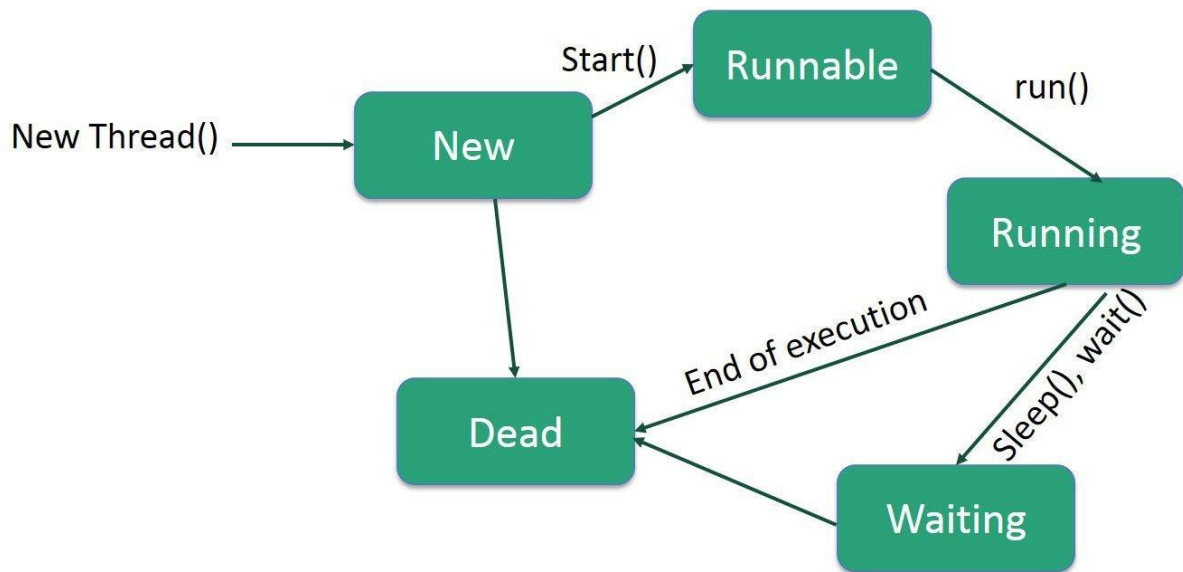 Start()
Runnable
run()
New Thread()
New
Running
End of execution
Sleep(), wait()
Dead
Waiting